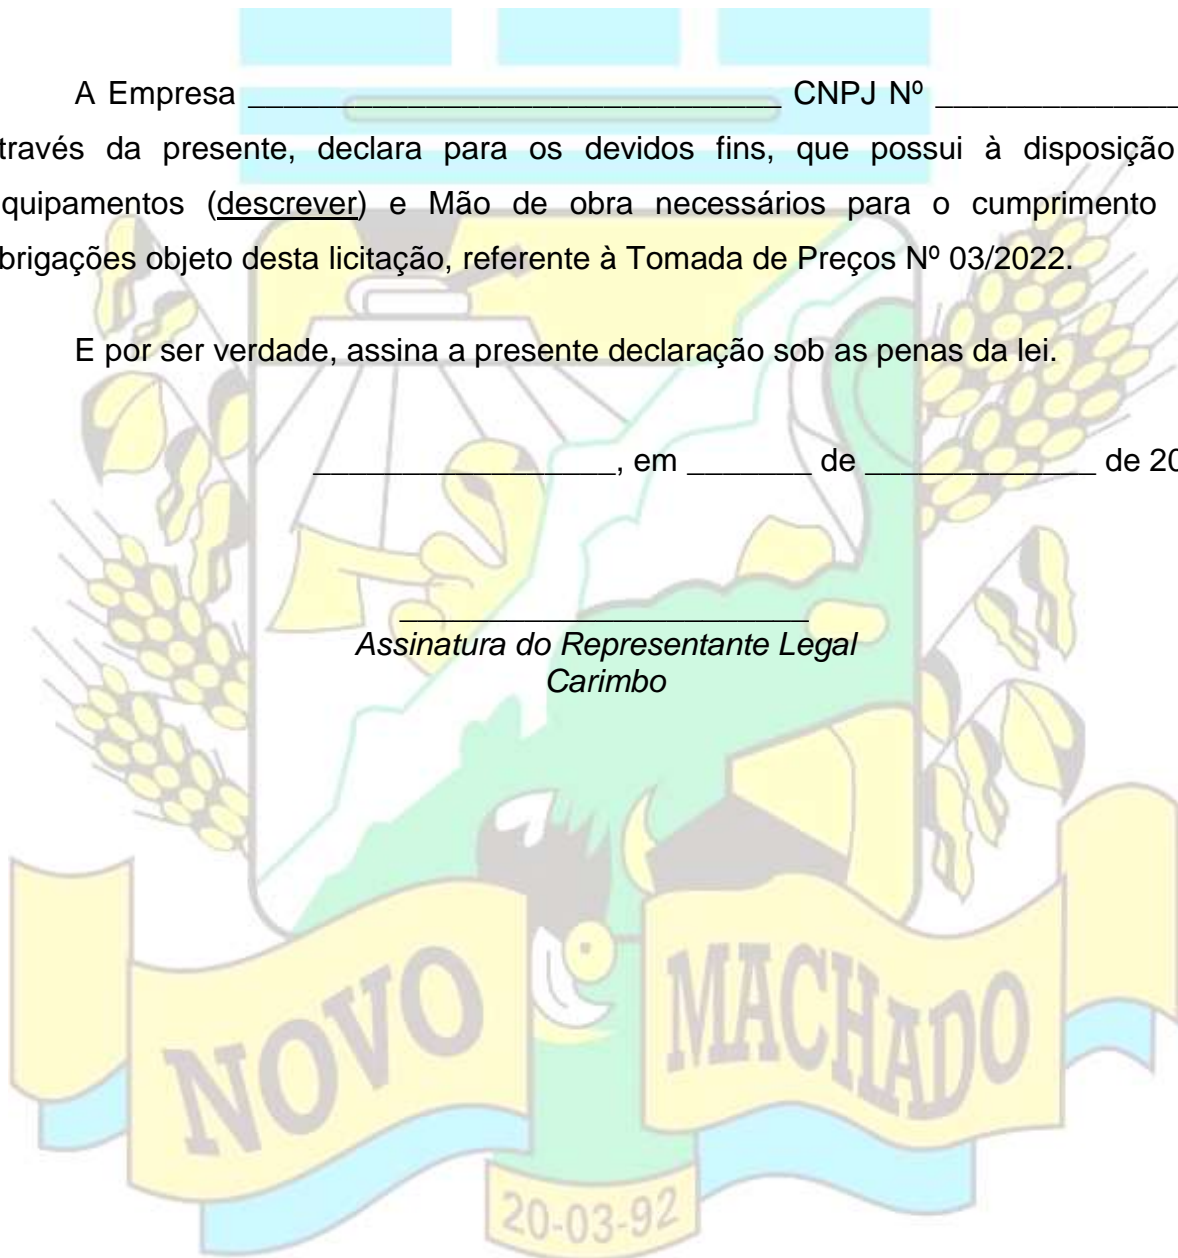 A Empresa ______________________________ CNPJ Nº ______________
través da presente, declara para os devidos fins, que possui à disposição
quipamentos (descrever) e Mão de obra necessários para o cumprimento
brigações objeto desta licitação, referente à Tomada de Preços Nº 03/2022.
E por ser verdade, assina a presente declaração sob as penas da lei.
_________________, em _______ de _____________ de 20
_______________________
Assinatura do Representante Legal
Carimbo
NOVO MACHADO
20-03-92